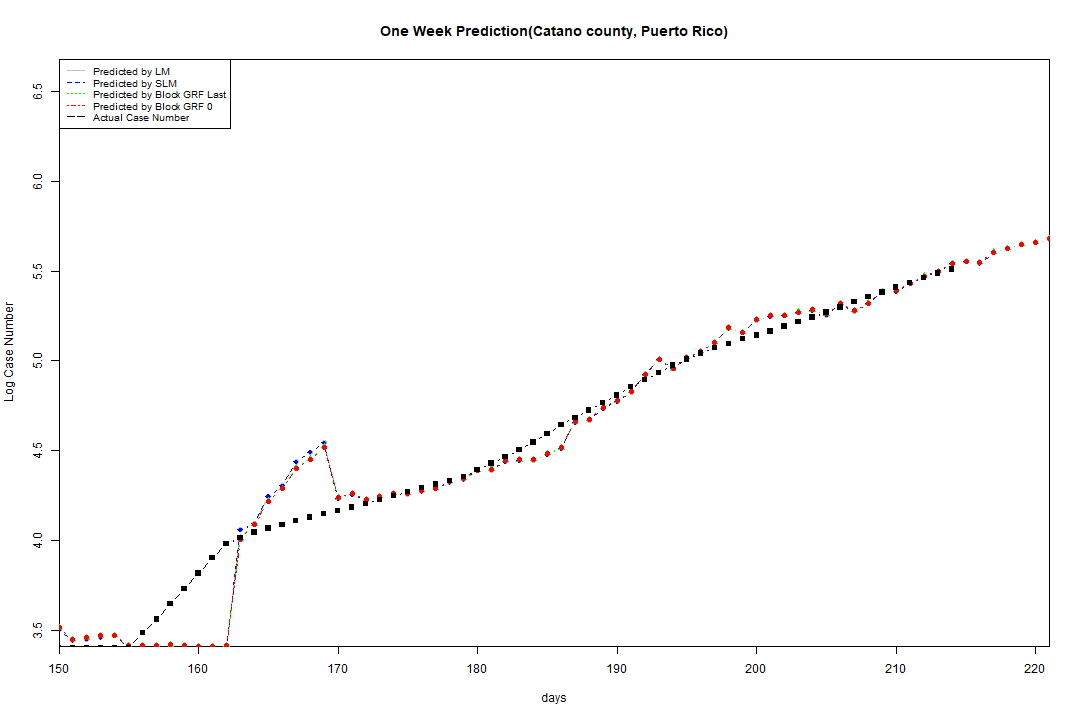 One Week Prediction(Catano county, Puerto Rico)
Predicted by LM
Predicted by SLM
Predicted by Block GRF Last
Predicted by Block GRF 0
Actual Case Number
6.5
6.0
5.5
5.0
4.5
4.0
3.5
Log Case Number
150 160 170 180 190 200 210 220
days